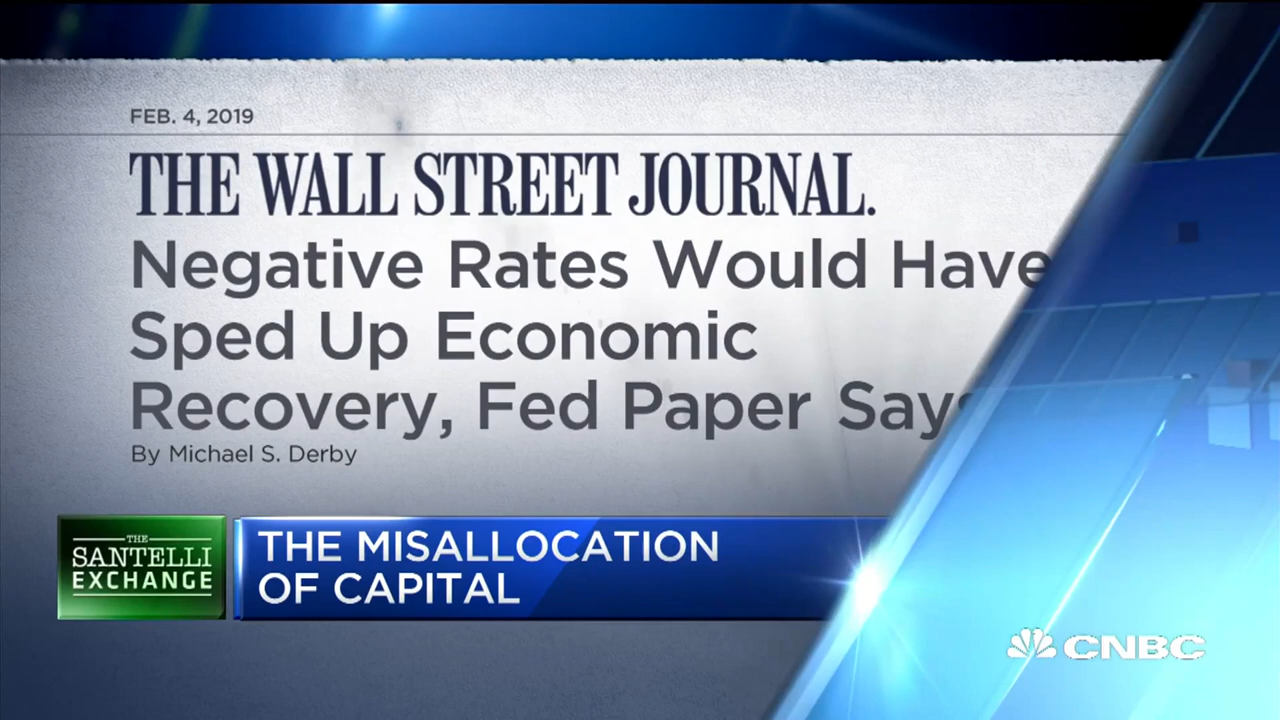 FEB. 4, 2019
THE WALL STREET JOURNAL.
Negative Rates Would Have
Sped Up Economic
Recovery, Fed Paper Says
By Michael S. Derby
THE
SANTELLI
EXCHANGE
THE MISALLOCATION
OF CAPITAL
CNBC